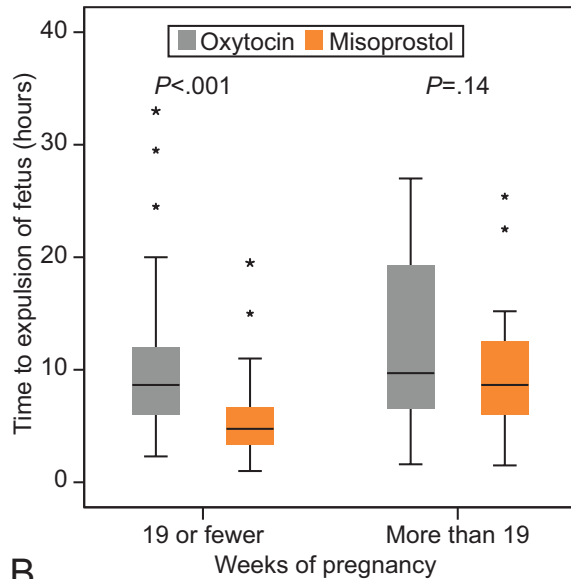 40
Oxytocin Misoprostol
P<.001 P=.14
30
20
10
0
Time to expulsion of fetus (hours)
19 or fewer More than 19
Weeks of pregnancy
B